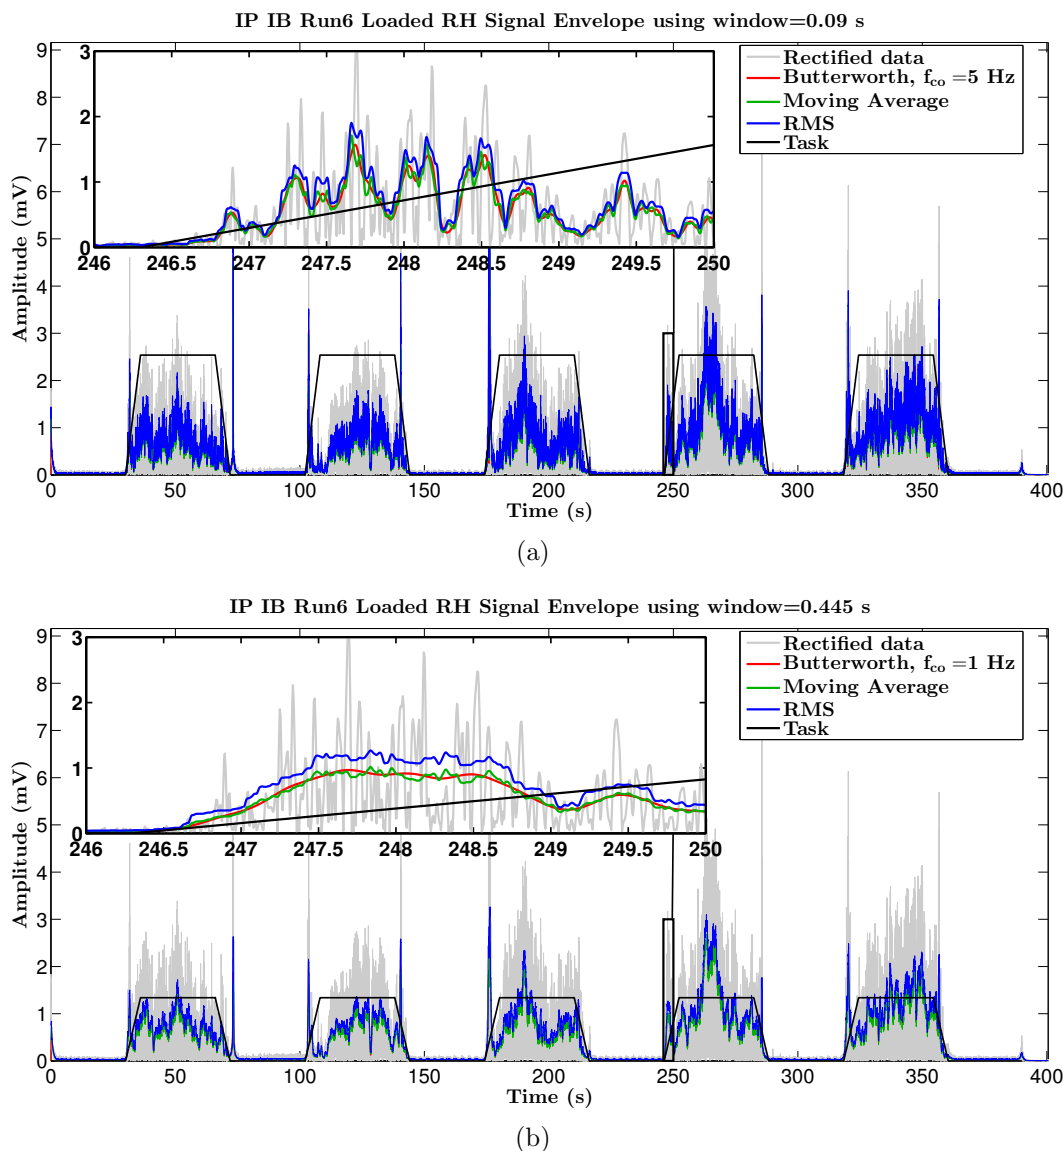 IP IB Run6 Loaded RH Signal Envelope using window=0.09 s
Rectified data
Butterworth, f_co =5 Hz
Moving Average
RMS
Task
3
2
1
0
246 246.5 247 247.5 248 248.5 249 249.5 250
Amplitude (mV)
9
8
7
6
5
4
3
2
1
0
0 50 100 150 200 250 300 350 400
Time (s)
(a)
IP IB Run6 Loaded RH Signal Envelope using window=0.445 s
Rectified data
Butterworth, f_co =1 Hz
Moving Average
RMS
Task
3
2
1
0
246 246.5 247 247.5 248 248.5 249 249.5 250
Amplitude (mV)
9
8
7
6
5
4
3
2
1
0
0 50 100 150 200 250 300 350 400
Time (s)
(b)